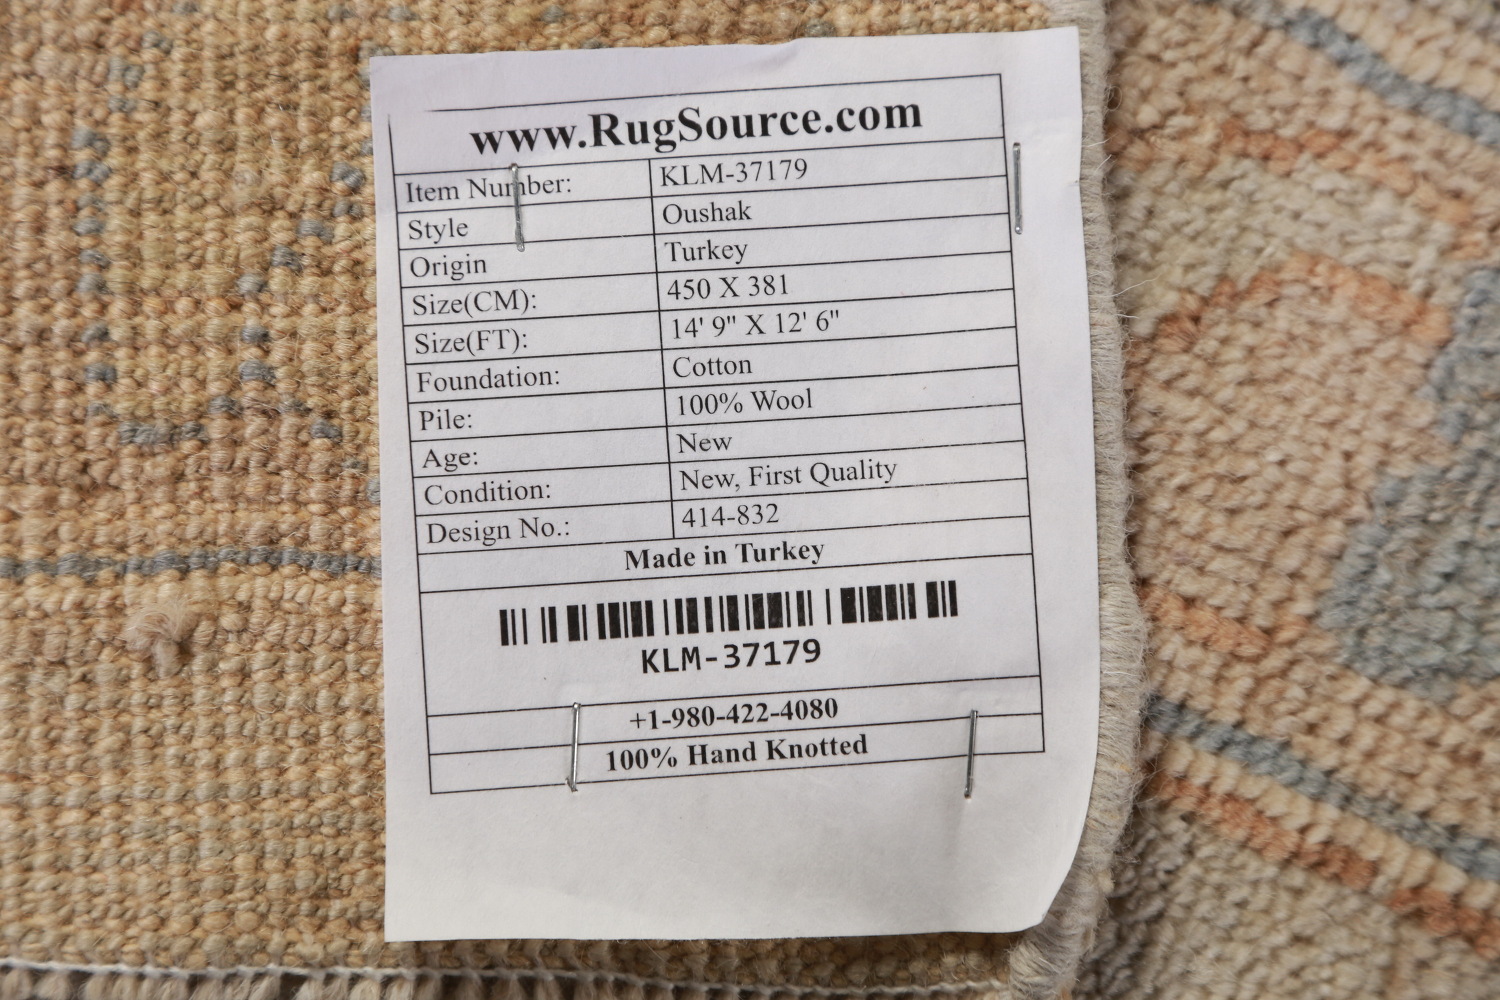 www.RugSource.com
Item Number: KLM-37179
Style Oushak
Origin Turkey
Size(CM): 450 X 381
Size(FT): 14' 9" X 12' 6"
Foundation: Cotton
Pile: 100% Wool
Age: New
Condition: New, First Quality
Design No.: 414-832
Made in Turkey
KLM-37179
+1-980-422-4080
100% Hand Knotted